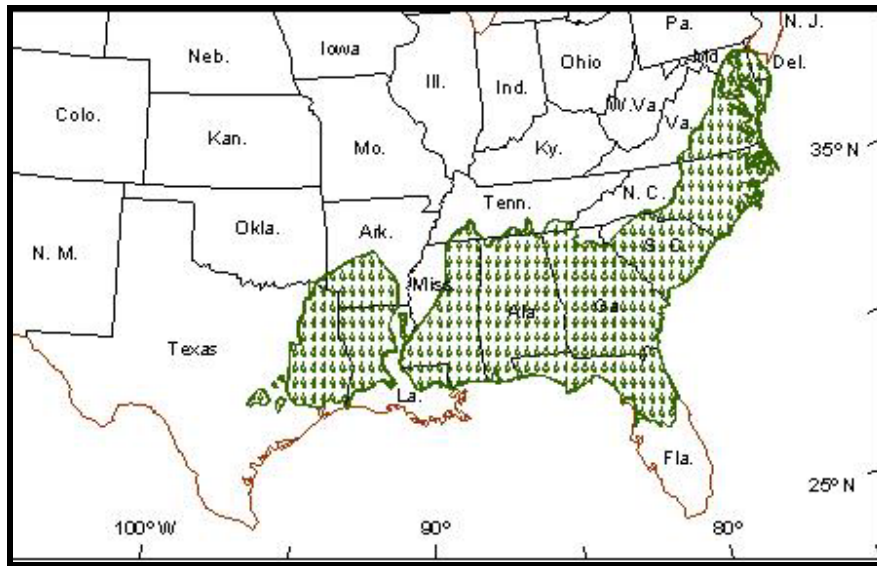 Pa.
N. J.
Neb.
Iowa
Ill.
Ind.
Ohio
Md.
Del.
Colo.
Kan.
Mo.
Ky.
W.Va.
Va.
35° N
N. M.
Okla.
Ark.
Tenn.
N. C.
S. C.
Texas
Miss.
Ala.
Ga.
La.
Fla.
25° N
100° W
90°
80°